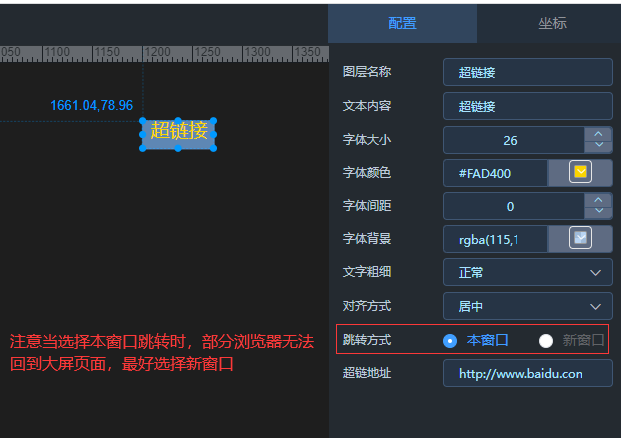 配置 坐标
050 1100 1150 1200 1250 1300 1350
图层名称 超链接
1661.04,78.96
文本内容 超链接
超链接
字体大小 26
字体颜色 #FAD400
字体间距 0
字体背景 rgba(115,1
文字粗细 正常
对齐方式 居中
注意当选择本窗口跳转时，部分浏览器无法
回到大屏页面，最好选择新窗口
跳转方式 本窗口 新窗口
超链地址 http://www.baidu.con